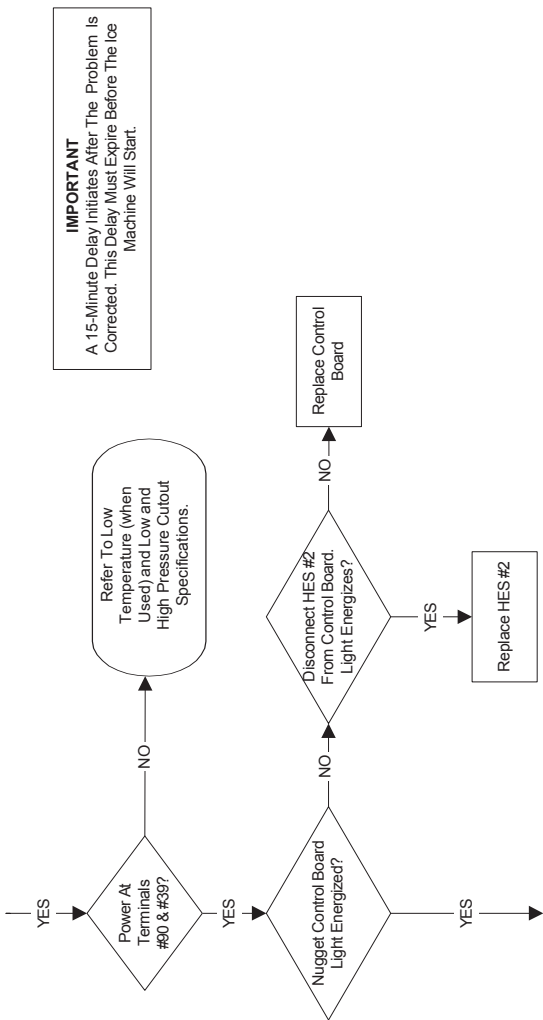 IMPORTANT
A 15-Minute Delay Initiates After The Problem Is
Corrected. This Delay Must Expire Before The Ice
Machine Will Start.
YES
Power At
Terminals
#90 & #39?
NO
Refer To Low
Temperature (when
Used) and Low and
High Pressure Cutout
Specifications.
YES
Nugget Control Board
Light Energized?
NO
Disconnect HES #2
From Control Board.
Light Energizes?
NO
Replace Control
Board
YES
Replace HES #2
YES